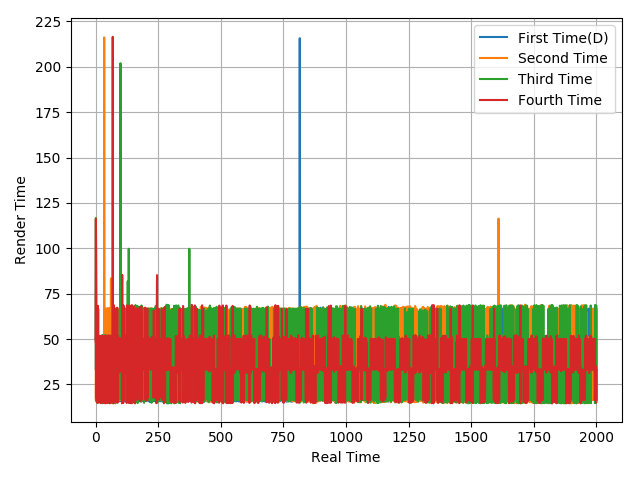 225
200
175
150
125
100
75
50
25
Render Time
First Time(D)
Second Time
Third Time
Fourth Time
0 250 500 750 1000 1250 1500 1750 2000
Real Time